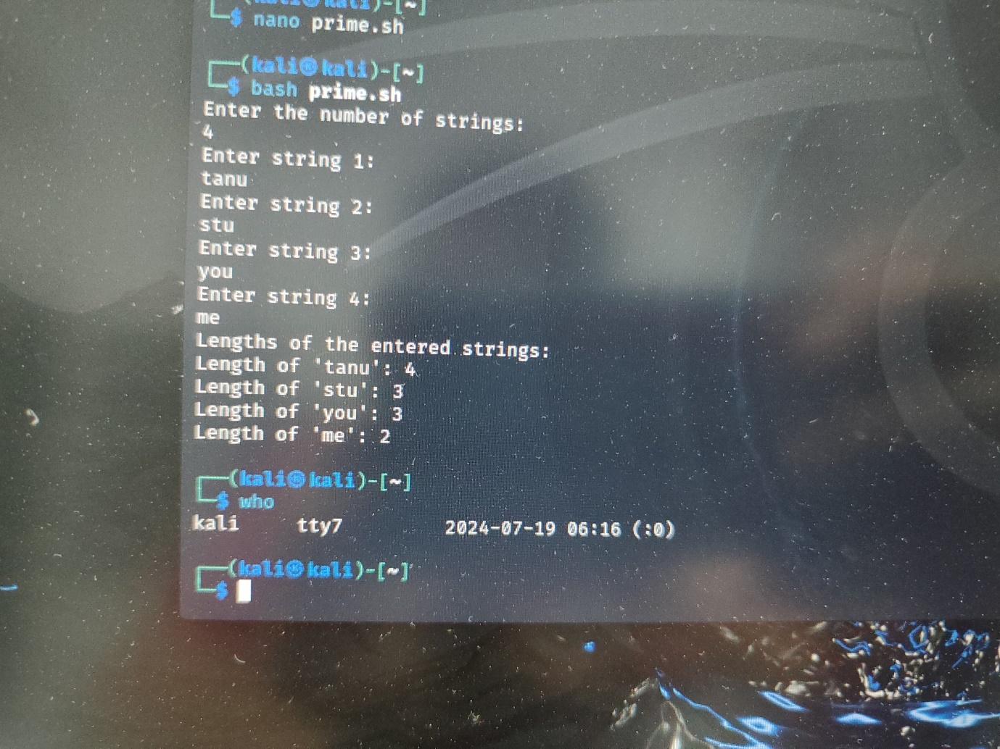 (kali㉿kali)-[~]
$ nano prime.sh
(kali㉿kali)-[~]
$ bash prime.sh
Enter the number of strings:
4
Enter string 1:
tanu
Enter string 2:
stu
Enter string 3:
you
Enter string 4:
me
Lengths of the entered strings:
Length of 'tanu': 4
Length of 'stu': 3
Length of 'you': 3
Length of 'me': 2
(kali㉿kali)-[~]
$ who
kali     tty7         2024-07-19 06:16 (:0)
(kali㉿kali)-[~]
$